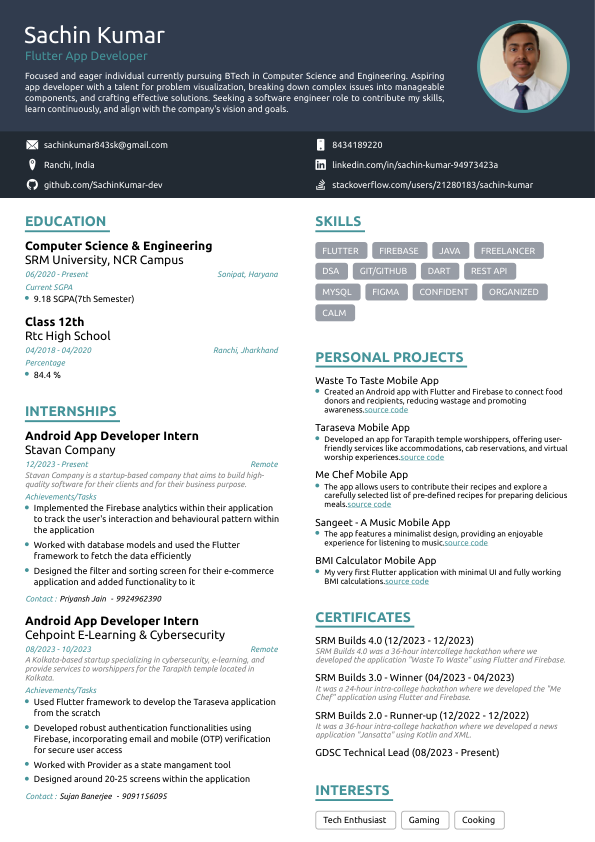 Sachin Kumar
Flutter App Developer
Focused and eager individual currently pursuing BTech in Computer Science and Engineering. Aspiring
app developer with a talent for problem visualization, breaking down complex issues into manageable
components, and crafting effective solutions. Seeking a software engineer role to contribute my skills,
learn continuously, and align with the company's vision and goals.
sachinkumar843sk@gmail.com
8434189220
Ranchi, India
linkedin.com/in/sachin-kumar-94973423a
github.com/SachinKumar-dev
stackoverflow.com/users/21280183/sachin-kumar
EDUCATION
Computer Science & Engineering
SRM University, NCR Campus
06/2020 - Present
Sonipat, Haryana
Current SGPA
9.18 SGPA(7th Semester)
Class 12th
Rtc High School
04/2018 - 04/2020
Ranchi, Jharkhand
Percentage
84.4 %
INTERNSHIPS
Android App Developer Intern
Stavan Company
12/2023 - Present
Remote
Stavan Company is a startup-based company that aims to build high-
quality software for their clients and for their business purpose.
Achievements/Tasks
Implemented the Firebase analytics within their application
to track the user's interaction and behavioural pattern within
the application
Worked with database models and used the Flutter
framework to fetch the data efficiently
Designed the filter and sorting screen for their e-commerce
application and added functionality to it
Contact : Priyansh Jain - 9924962390
Android App Developer Intern
Cehpoint E-Learning & Cybersecurity
08/2023 - 10/2023
Remote
A Kolkata-based startup specializing in cybersecurity, e-learning, and
provide services to worshippers for the Tarapith temple located in
Kolkata.
Achievements/Tasks
Used Flutter framework to develop the Taraseva application
from the scratch
Developed robust authentication functionalities using
Firebase, incorporating email and mobile (OTP) verification
for secure user access
Worked with Provider as a state mangament tool
Designed around 20-25 screens within the application
Contact : Sujan Banerjee - 9091156095
SKILLS
FLUTTER FIREBASE JAVA FREELANCER
DSA GIT/GITHUB DART REST API
MYSQL FIGMA CONFIDENT ORGANIZED
CALM
PERSONAL PROJECTS
Waste To Taste Mobile App
Created an Android app with Flutter and Firebase to connect food
donors and recipients, reducing wastage and promoting
awareness.source code
Taraseva Mobile App
Developed an app for Tarapith temple worshippers, offering user-
friendly services like accommodations, cab reservations, and virtual
worship experiences.source code
Me Chef Mobile App
The app allows users to contribute their recipes and explore a
carefully selected list of pre-defined recipes for preparing delicious
meals.source code
Sangeet - A Music Mobile App
The app features a minimalist design, providing an enjoyable
experience for listening to music.source code
BMI Calculator Mobile App
My very first Flutter application with minimal UI and fully working
BMI calculations.source code
CERTIFICATES
SRM Builds 4.0 (12/2023 - 12/2023)
SRM Builds 4.0 was a 36-hour intercollege hackathon where we
developed the application "Waste To Waste" using Flutter and Firebase.
SRM Builds 3.0 - Winner (04/2023 - 04/2023)
It was a 24-hour intra-college hackathon where we developed the "Me
Chef" application using Flutter and Firebase.
SRM Builds 2.0 - Runner-up (12/2022 - 12/2022)
It was a 36-hour intra-college hackathon where we developed a news
application "Jansatta" using Kotlin and XML.
GDSC Technical Lead (08/2023 - Present)
INTERESTS
Tech Enthusiast Gaming Cooking